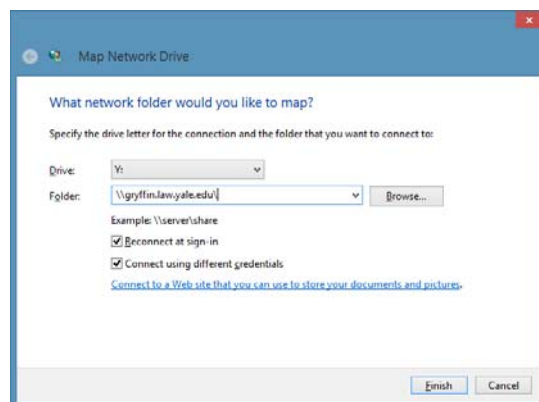 Map Network Drive
What network folder would you like to map?
Specify the drive letter for the connection and the folder that you want to connect to:
Drive: Y:
Folder: \\gryffin.law.yale.edu\ Browse...
Example: \\server\share
Reconnect at sign-in
Connect using different credentials
Connect to a Web site that you can use to store your documents and pictures.
Finish Cancel